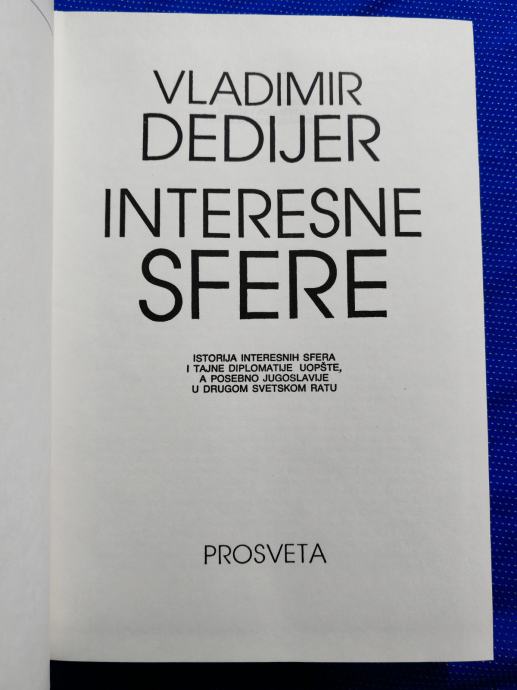 VLADIMIR
DEDIJER
INTERESNE
SFERE
ISTORIJA INTERESNIH SFERA
I TAJNE DIPLOMATIJE UOPŠTE,
A POSEBNO JUGOSLAVIJE
U DRUGOM SVETSKOM RATU
PROSVETA